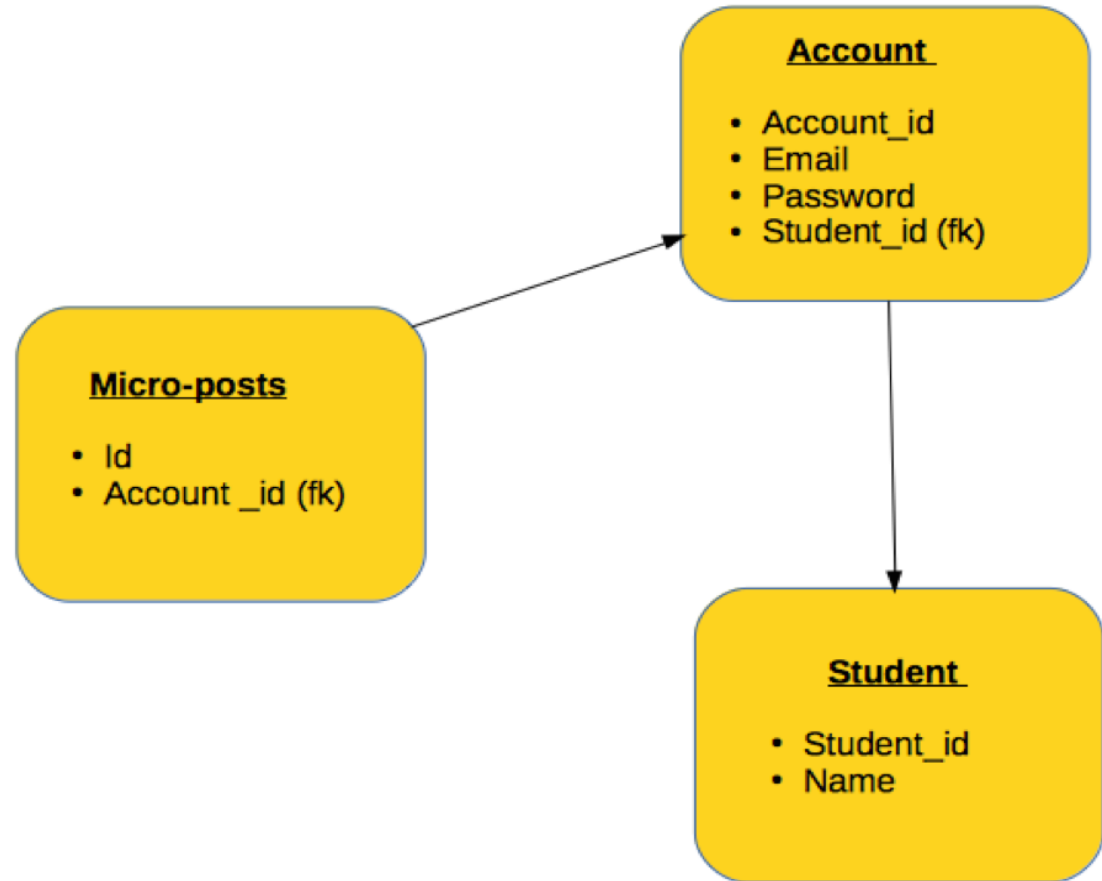 Account
• Account_id
• Email
• Password
• Student_id (fk)
Micro-posts
• Id
• Account _id (fk)
Student
• Student_id
• Name